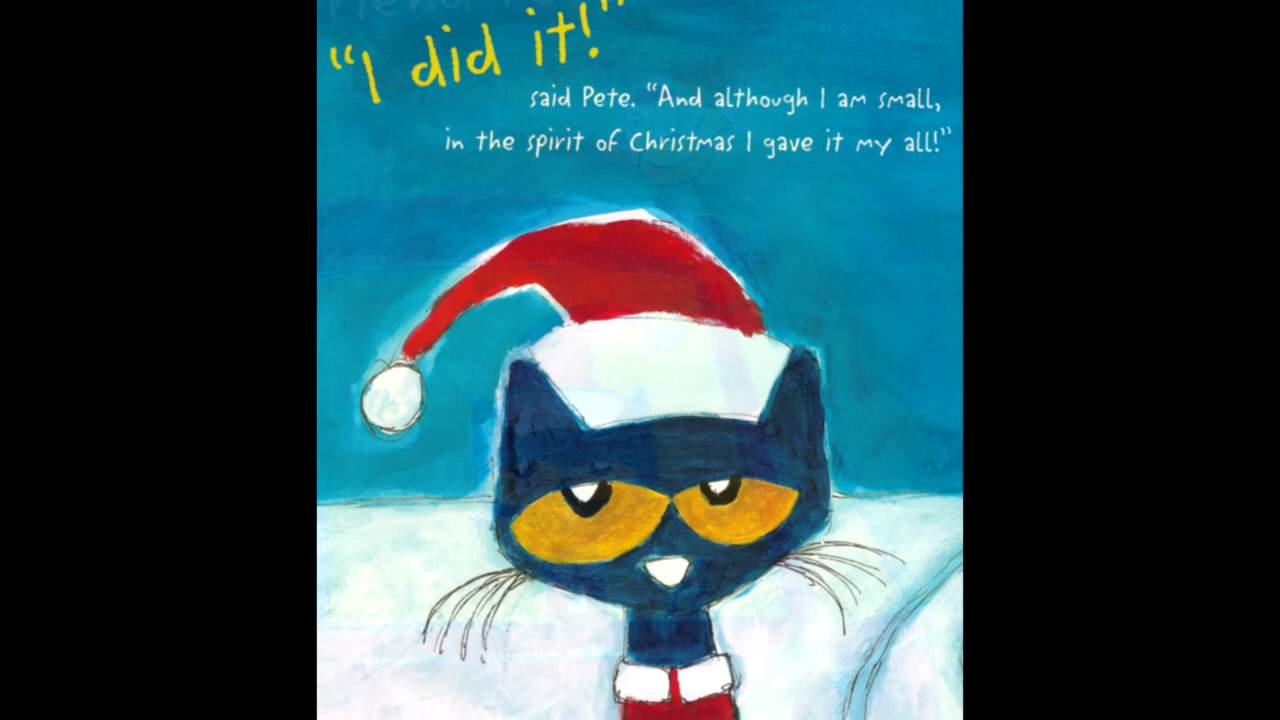 "I did it!"
said Pete. "And although I am small,
in the spirit of Christmas I gave it my all!"